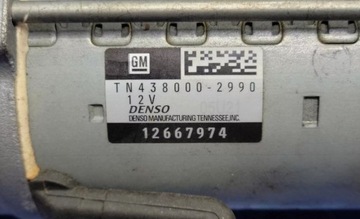 GM
TN438000-2990
12V
DENSO
DENSO MANUFACTURING TENNESSEE, INC.
12667974